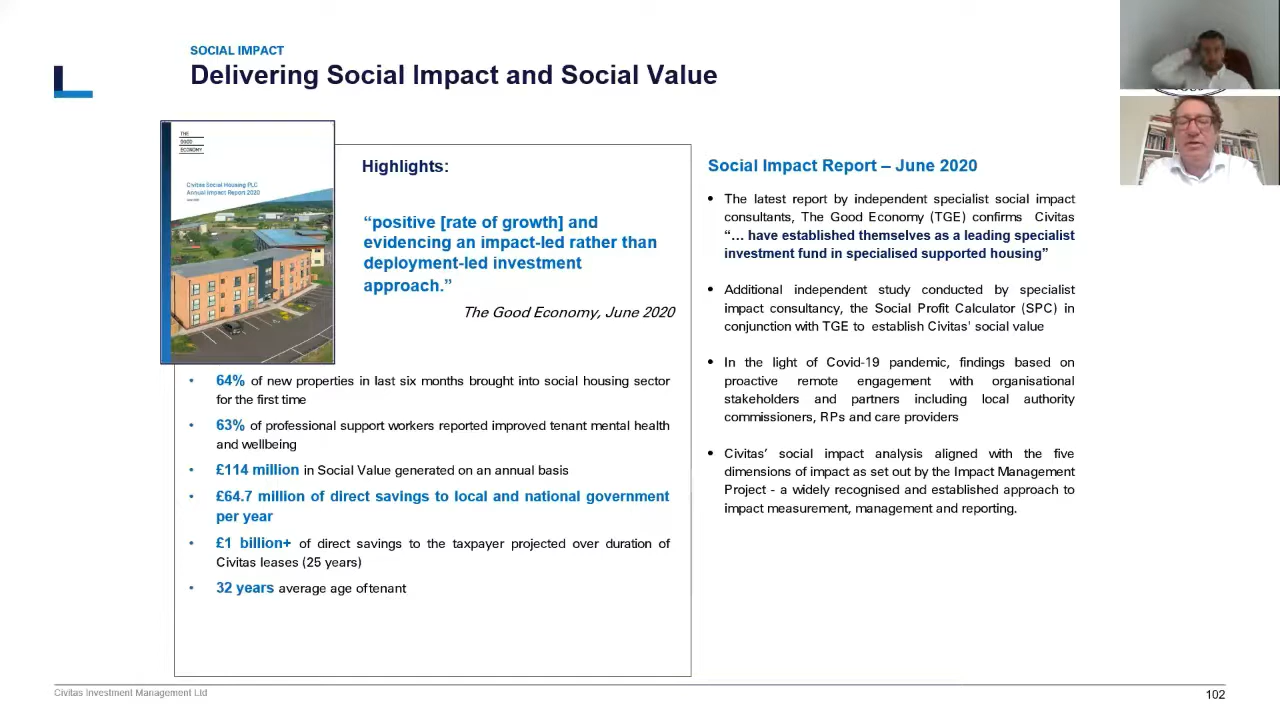 SOCIAL IMPACT
Delivering Social Impact and Social Value
THE
GOOD
ECONOMY
Civitas Social Housing PLC
Annual Impact Report 2020
Highlights:
“positive [rate of growth] and
evidencing an impact-led rather than
deployment-led investment
approach.”
The Good Economy, June 2020
• 64% of new properties in last six months brought into social housing sector
for the first time
• 63% of professional support workers reported improved tenant mental health
and wellbeing
• £114 million in Social Value generated on an annual basis
• £64.7 million of direct savings to local and national government
per year
• £1 billion+ of direct savings to the taxpayer projected over duration of
Civitas leases (25 years)
• 32 years average age of tenant
Social Impact Report – June 2020
• The latest report by independent specialist social impact
consultants, The Good Economy (TGE) confirms Civitas
“… have established themselves as a leading specialist
investment fund in specialised supported housing”
• Additional independent study conducted by specialist
impact consultancy, the Social Profit Calculator (SPC) in
conjunction with TGE to establish Civitas' social value
• In the light of Covid-19 pandemic, findings based on
proactive remote engagement with organisational
stakeholders and partners including local authority
commissioners, RPs and care providers
• Civitas’ social impact analysis aligned with the five
dimensions of impact as set out by the Impact Management
Project - a widely recognised and established approach to
impact measurement, management and reporting.
Civitas Investment Management Ltd
102